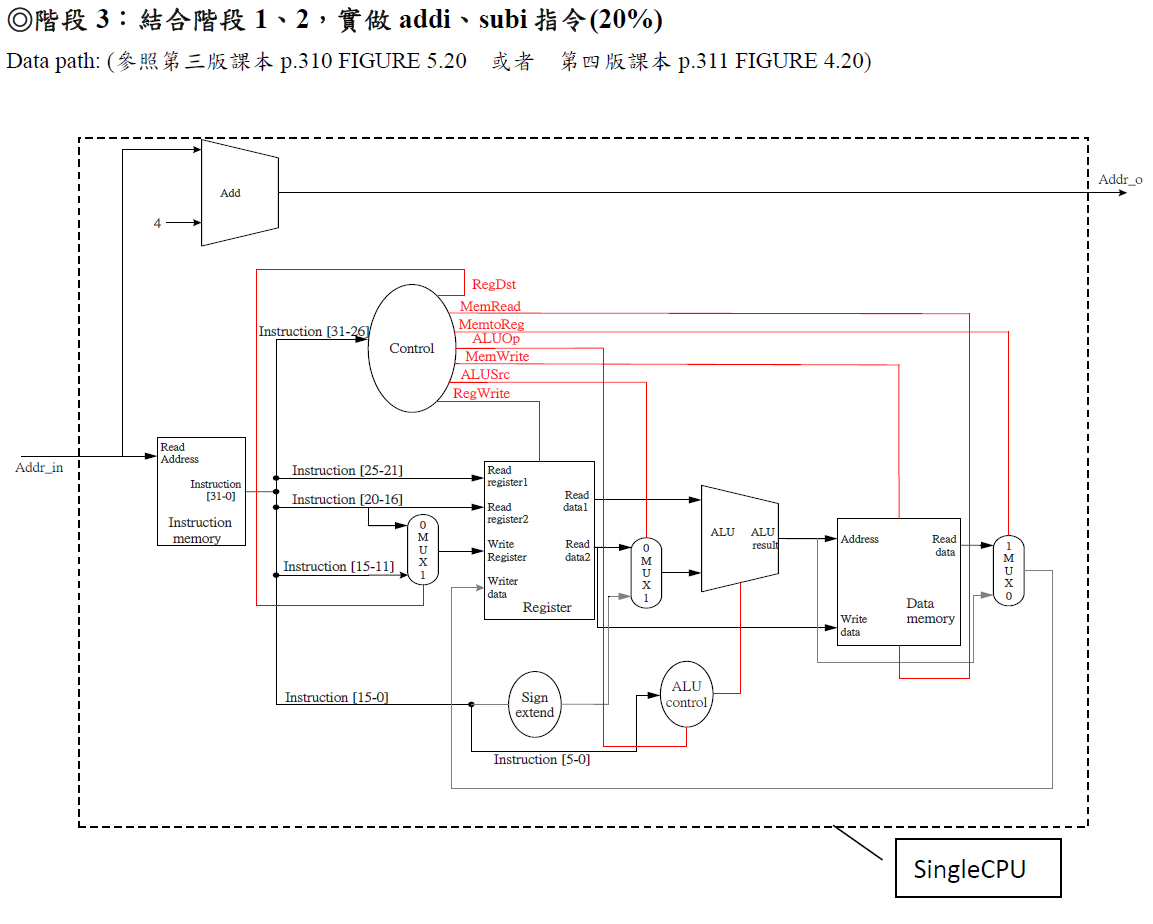 ◎階段 3：結合階段 1、2，實做 addi、subi 指令(20%)
Data path: (參照第三版課本 p.310 FIGURE 5.20 或者 第四版課本 p.311 FIGURE 4.20)
Add
4
Addr_o
RegDst
MemRead
MemtoReg
ALUOp
MemWrite
ALUSrc
RegWrite
Instruction [31-26]
Control
Addr_in
Read
Address
Instruction
[31-0]
Instruction
memory
Instruction [25-21]
Instruction [20-16]
Instruction [15-11]
0
M
U
X
1
Read
register1
Read
register2
Write
Register
Writer
data
Read
data1
Read
data2
Register
0
M
U
X
1
ALU
ALU
result
Address
Read
data
Write
data
Data
memory
1
M
U
X
0
Instruction [15-0]
Sign
extend
ALU
control
Instruction [5-0]
SingleCPU